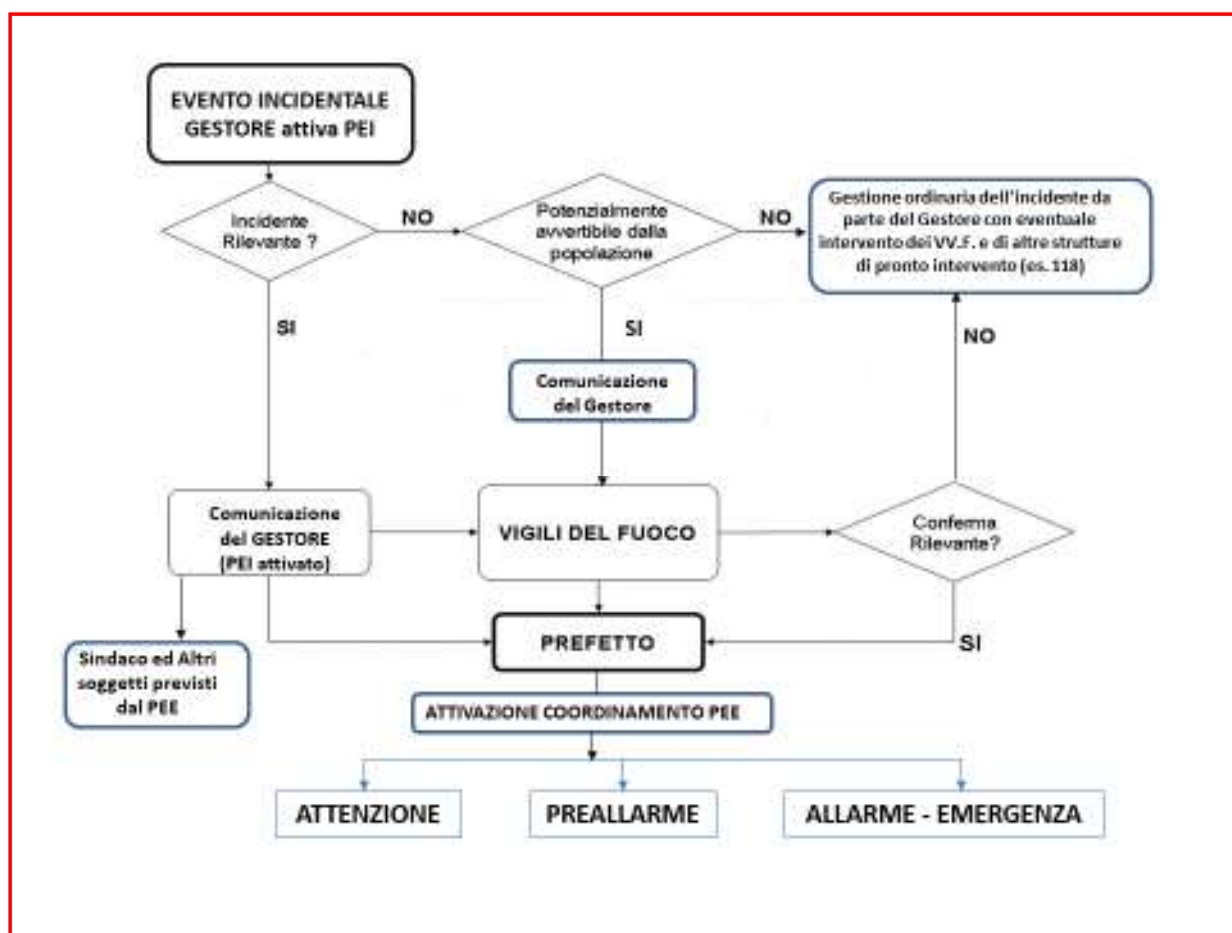 EVENTO INCIDENTALE
GESTORE attiva PEI
Incidente
Rilevante ?
NO
Potenzialmente
avvertibile dalla
popolazione
NO
Gestione ordinaria dell'incidente da
parte del Gestore con eventuale
intervento dei VV.F. e di altre strutture
di pronto intervento (es. 118)
SI
SI
NO
Comunicazione
del Gestore
Comunicazione
del GESTORE
(PEI attivato)
VIGILI DEL FUOCO
Conferma
Rilevante?
SI
PREFETTO
Sindaco ed Altri
soggetti previsti
dal PEE
ATTIVAZIONE COORDINAMENTO PEE
ATTENZIONE
PREALLARME
ALLARME - EMERGENZA